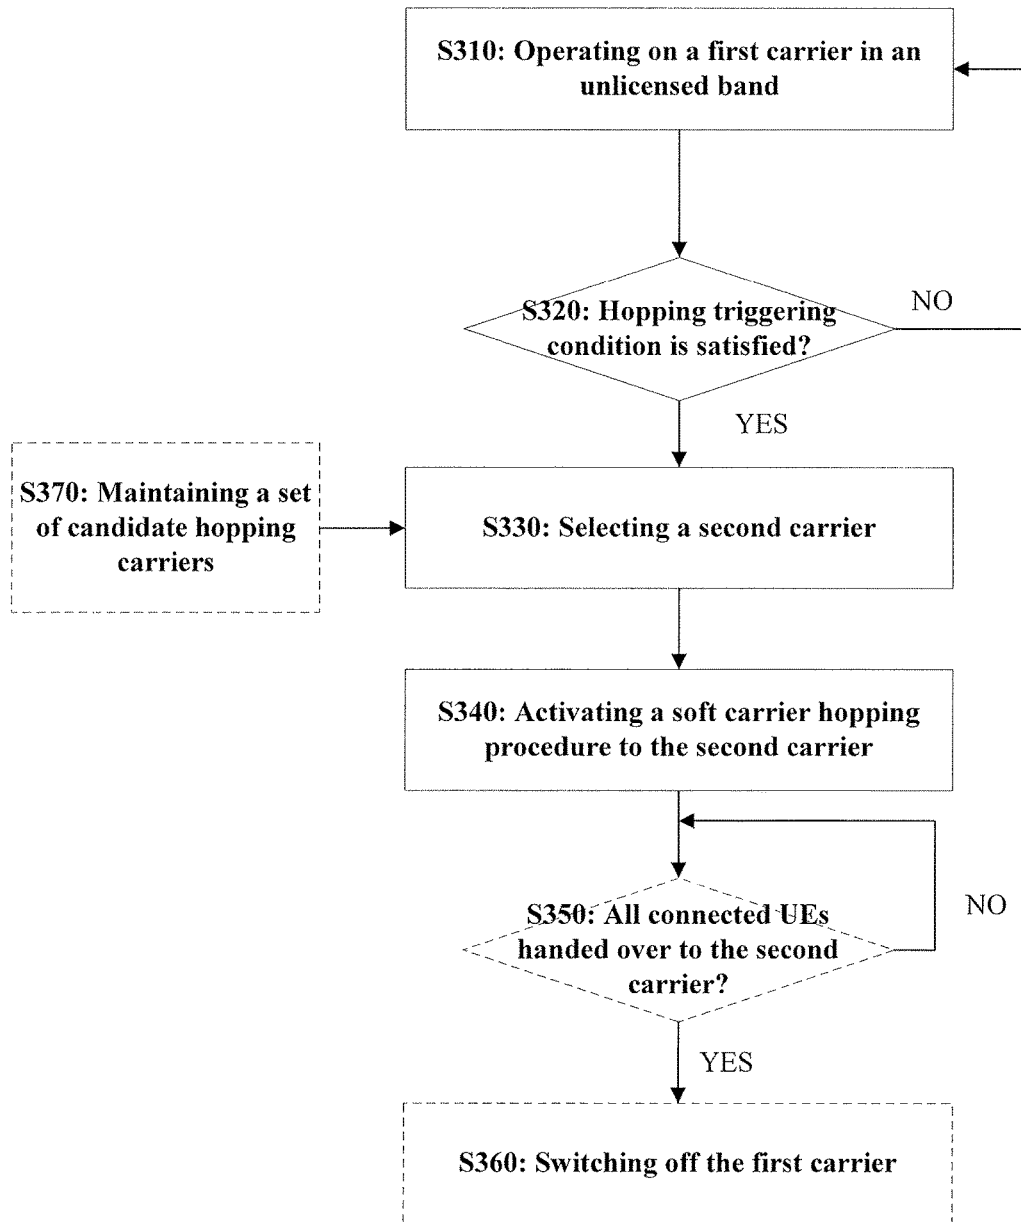 S310: Operating on a first carrier in an
unlicensed band
S320: Hopping triggering
condition is satisfied?
NO
YES
S370: Maintaining a set
of candidate hopping
carriers
S330: Selecting a second carrier
S340: Activating a soft carrier hopping
procedure to the second carrier
S350: All connected UEs
handed over to the second
carrier?
NO
YES
S360: Switching off the first carrier